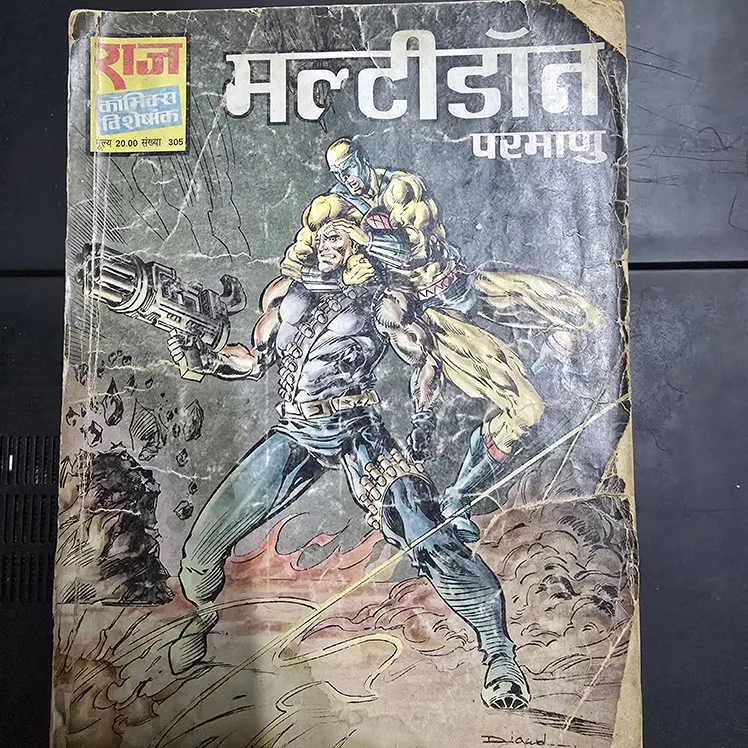 राज
कॉमिक्स
विशेषांक
मूल्य 20.00 संख्या 305
मल्टीडॉन
परमाणु